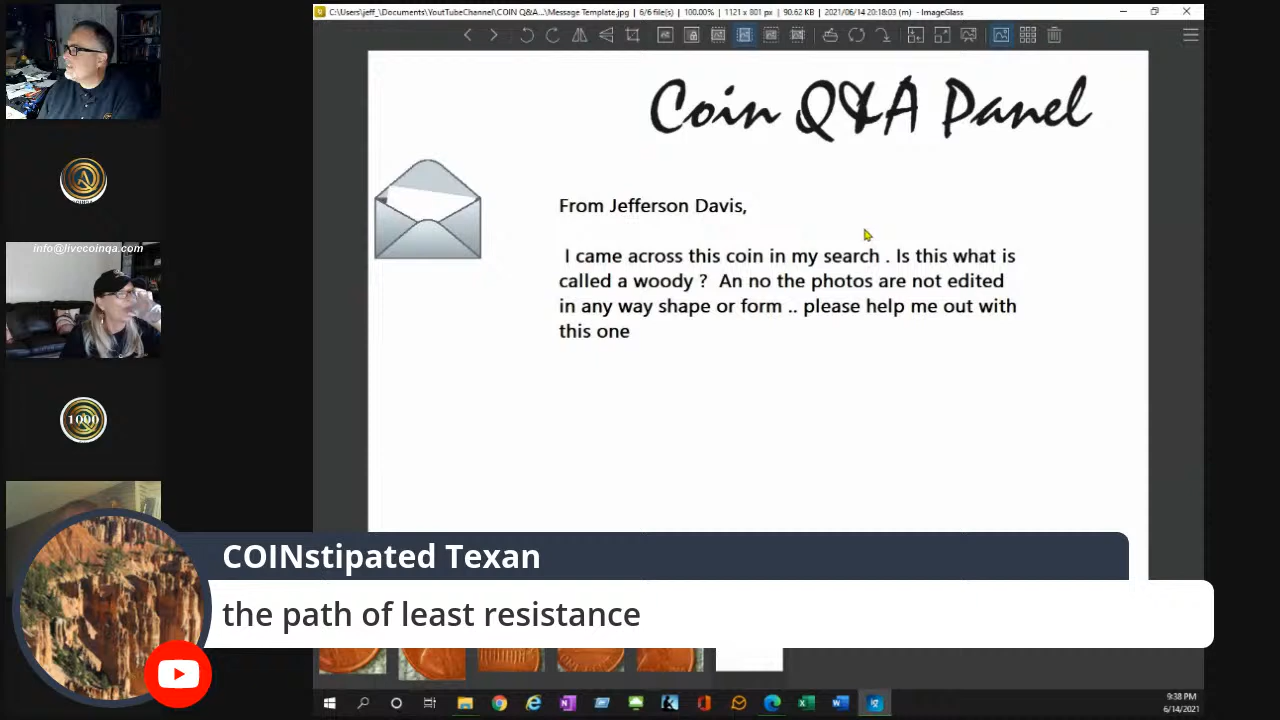 C:\Users\jeff_\Documents\YoutTubeChannel\COIN Q&A...\Message Template.jpg | 6/6 file(s) | 100.00% | 1121 x 801 px | 90.62 KB | 2021/06/14 20:18:03 (m) - ImageGlass
Coin Q&A Panel
info@livecoinqa.com
From Jefferson Davis,
I came across this coin in my search . Is this what is
called a woody ? An no the photos are not edited
in any way shape or form .. please help me out with
this one
1000
COINstipated Texan
the path of least resistance
9:38 PM
6/14/2021